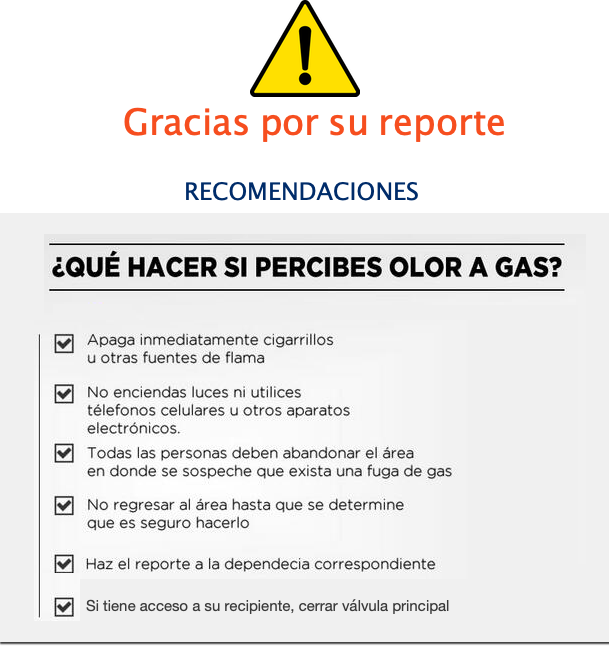 Gracias por su reporte
RECOMENDACIONES
¿QUÉ HACER SI PERCIBES OLOR A GAS?
Apaga inmediatamente cigarrillos
u otras fuentes de flama
No enciendas luces ni utilices
télefonos celulares u otros aparatos
electrónicos.
Todas las personas deben abandonar el área
en donde se sospeche que exista una fuga de gas
No regresar al área hasta que se determine
que es seguro hacerlo
Haz el reporte a la dependecia correspondiente
Si tiene acceso a su recipiente, cerrar válvula principal